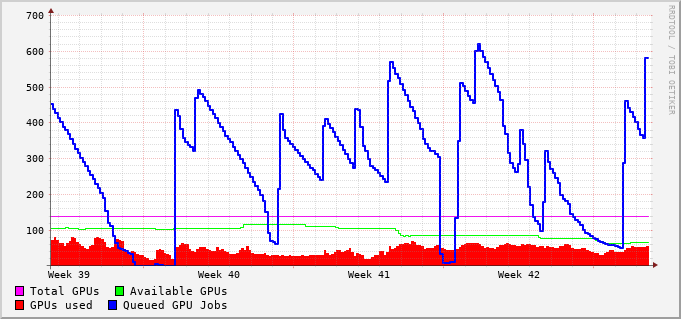 700
600
500
400
300
200
100
Week 39 Week 40 Week 41 Week 42
Total GPUs Available GPUs
GPUs used Queued GPU Jobs
RRDTOOL / TOBI OETIKER